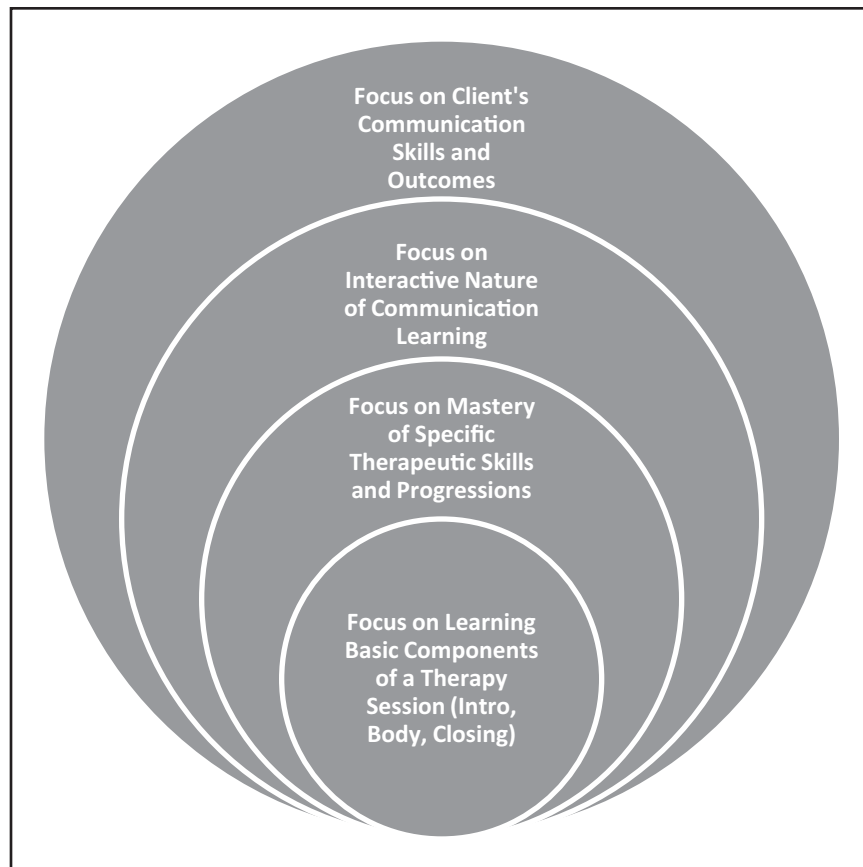 Focus on Client's
Communication
Skills and
Outcomes
Focus on
Interactive Nature
of Communication
Learning
Focus on Mastery
of Specific
Therapeutic Skills
and Progressions
Focus on Learning
Basic Components
of a Therapy
Session (Intro,
Body, Closing)